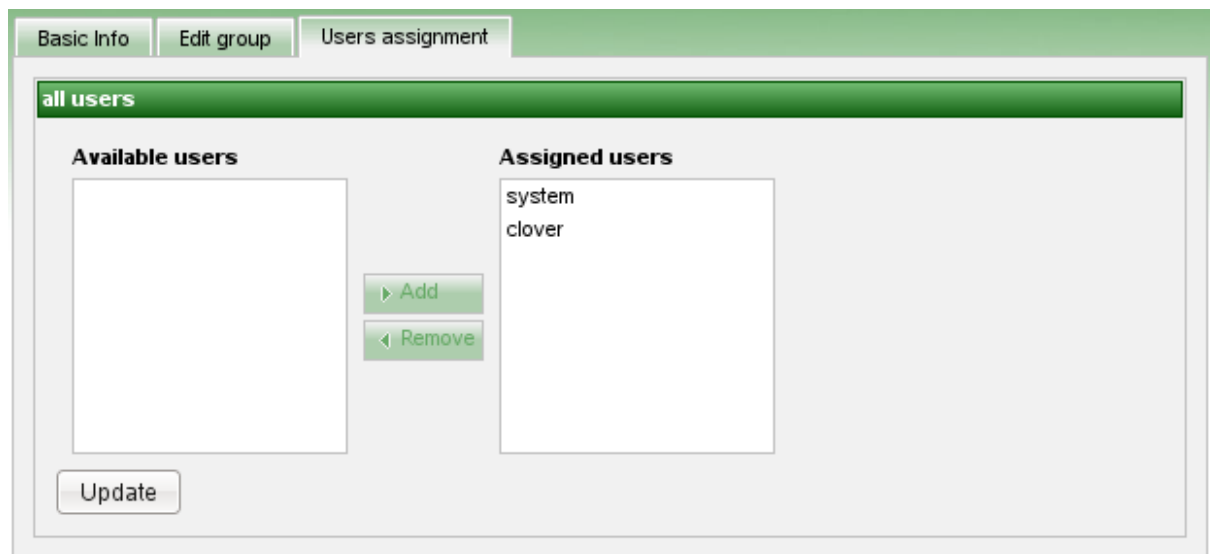 Basic Info
Edit group
Users assignment
all users
Available users
Assigned users
system
clover
Add
Remove
Update